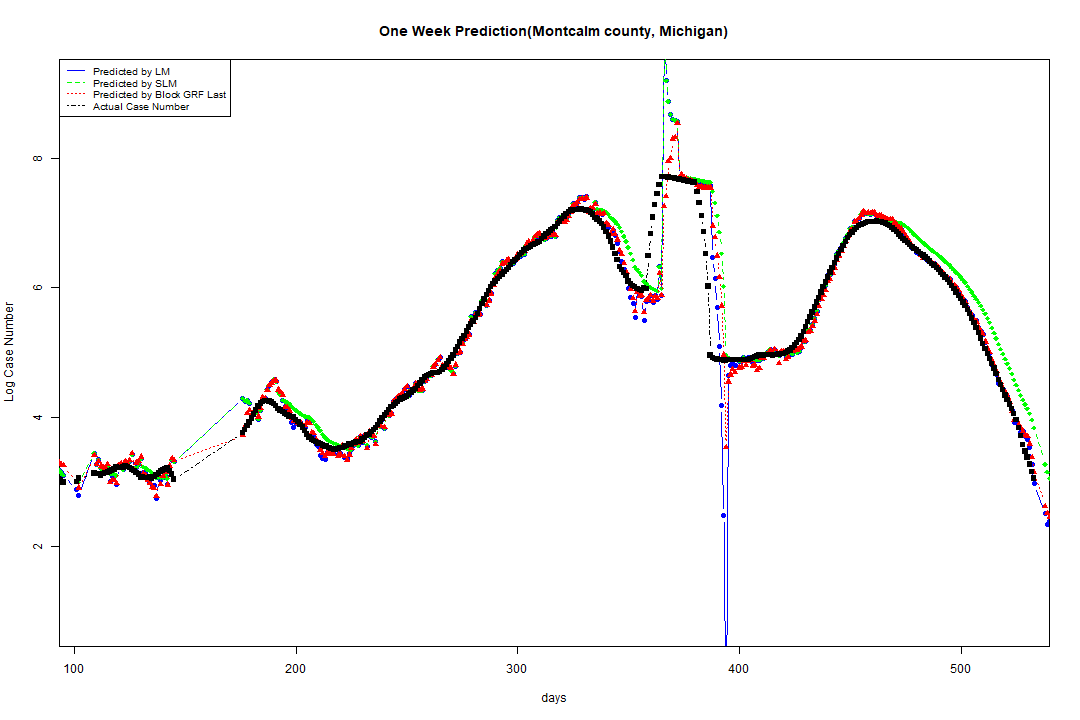 One Week Prediction(Montcalm county, Michigan)
Predicted by LM
Predicted by SLM
Predicted by Block GRF Last
Actual Case Number
8
6
4
2
Log Case Number
100 200 300 400 500
days